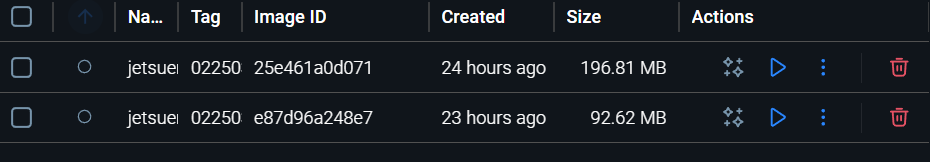 Na... Tag Image ID Created Size Actions
jetsuer 02250 25e461a0d071 24 hours ago 196.81 MB
jetsuer 02250 e87d96a248e7 23 hours ago 92.62 MB